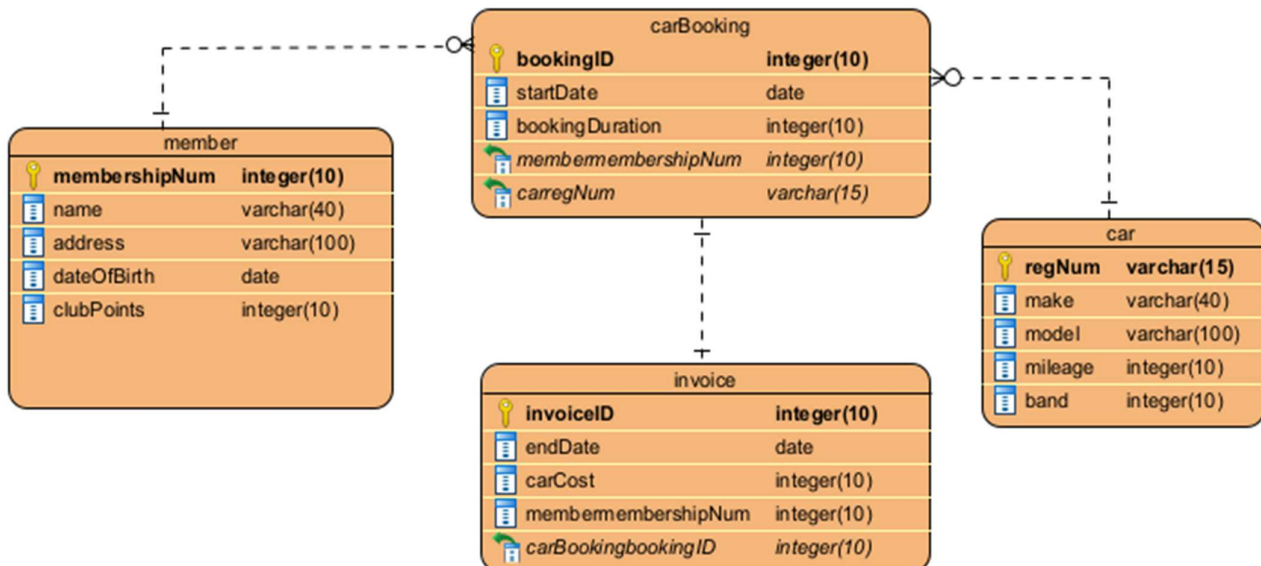 carBooking
bookingID integer(10)
startDate date
bookingDuration integer(10)
membermembershipNum integer(10)
carregNum varchar(15)
member
membershipNum integer(10)
name varchar(40)
address varchar(100)
dateOfBirth date
clubPoints integer(10)
car
regNum varchar(15)
make varchar(40)
model varchar(100)
mileage integer(10)
band integer(10)
invoice
invoiceID integer(10)
endDate date
carCost integer(10)
membermembershipNum integer(10)
carBookingbookingID integer(10)